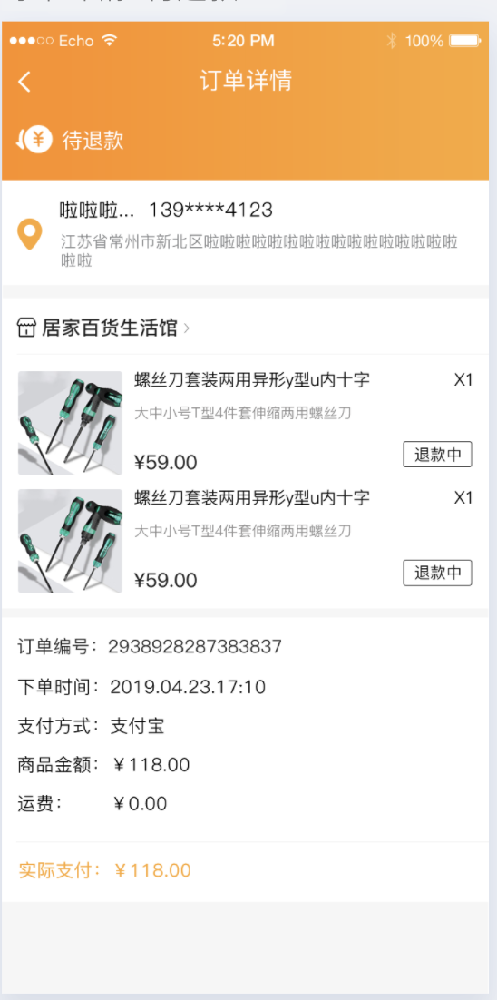 ●●●○○ Echo 5:20 PM 100%
订单详情
¥ 待退款
啦啦啦... 139****4123
江苏省常州市新北区啦啦啦啦啦啦啦啦啦啦啦啦啦啦啦啦
啦啦
居家百货生活馆
螺丝刀套装两用异形y型u内十字 X1
大中小号T型4件套伸缩两用螺丝刀
¥59.00 退款中
螺丝刀套装两用异形y型u内十字 X1
大中小号T型4件套伸缩两用螺丝刀
¥59.00 退款中
订单编号：2938928287383837
下单时间：2019.04.23.17:10
支付方式：支付宝
商品金额：￥118.00
运费：￥0.00
实际支付：￥118.00